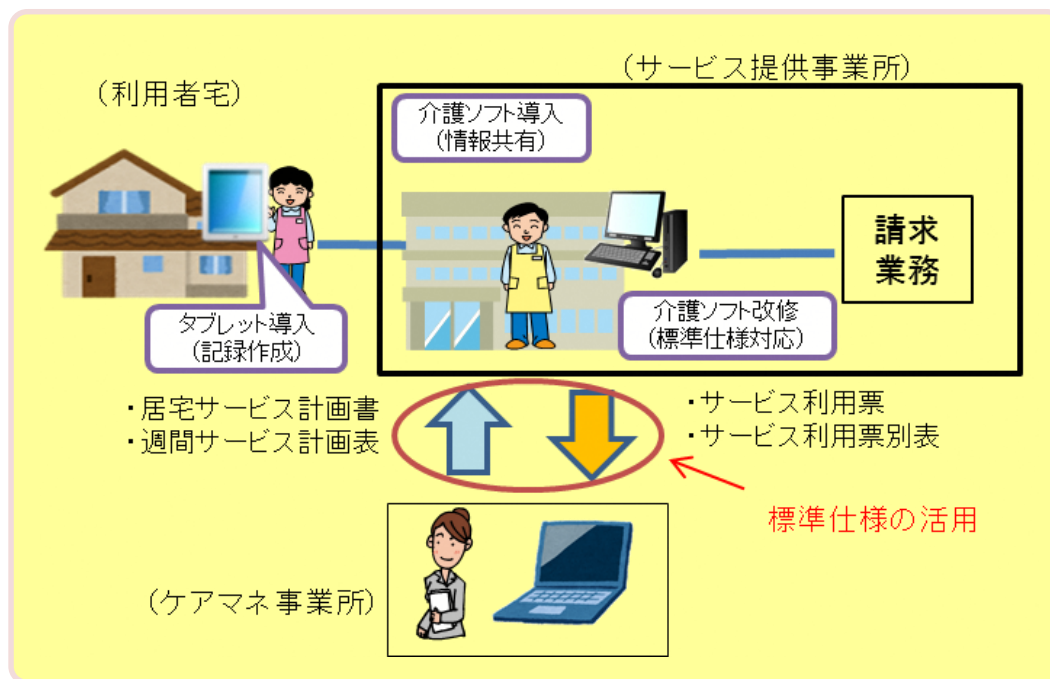 (サービス提供事業所)
(利用者宅)
介護ソフト導入
(情報共有)
請求
業務
タブレット導入
(記録作成)
介護ソフト改修
(標準仕様対応)
・居宅サービス計画書
・週間サービス計画表
・サービス利用票
・サービス利用票別表
標準仕様の活用
(ケアマネ事業所)